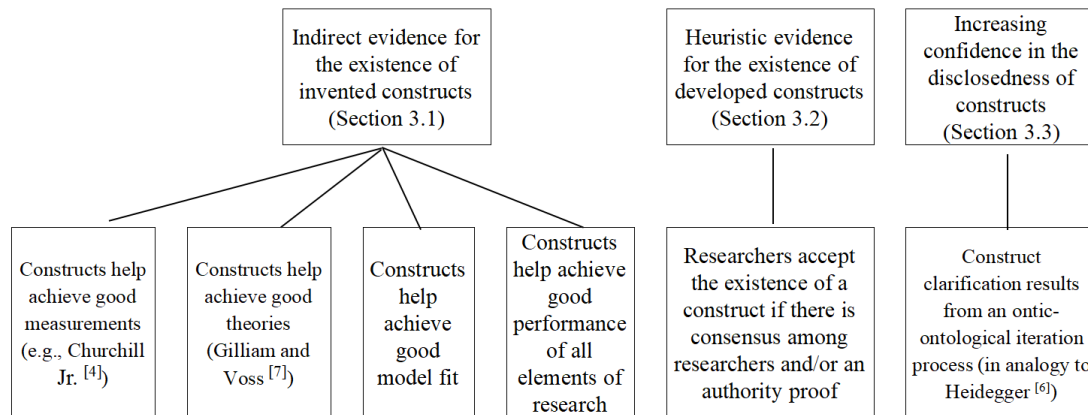 Indirect evidence for
the existence of
invented constructs
(Section 3.1)
Heuristic evidence
for the existence of
developed constructs
(Section 3.2)
Increasing
confidence in the
disclosedness of
constructs
(Section 3.3)
Constructs help
achieve good
measurements
(e.g., Churchill
Jr. [4])
Constructs help
achieve good
theories
(Gilliam and
Voss [7])
Constructs
help
achieve
good
model fit
Constructs
help achieve
good
performance
of all
elements of
research
Researchers accept
the existence of a
construct if there is
consensus among
researchers and/or an
authority proof
Construct
clarification results
from an ontic-
ontological iteration
process (in analogy to
Heidegger [6])